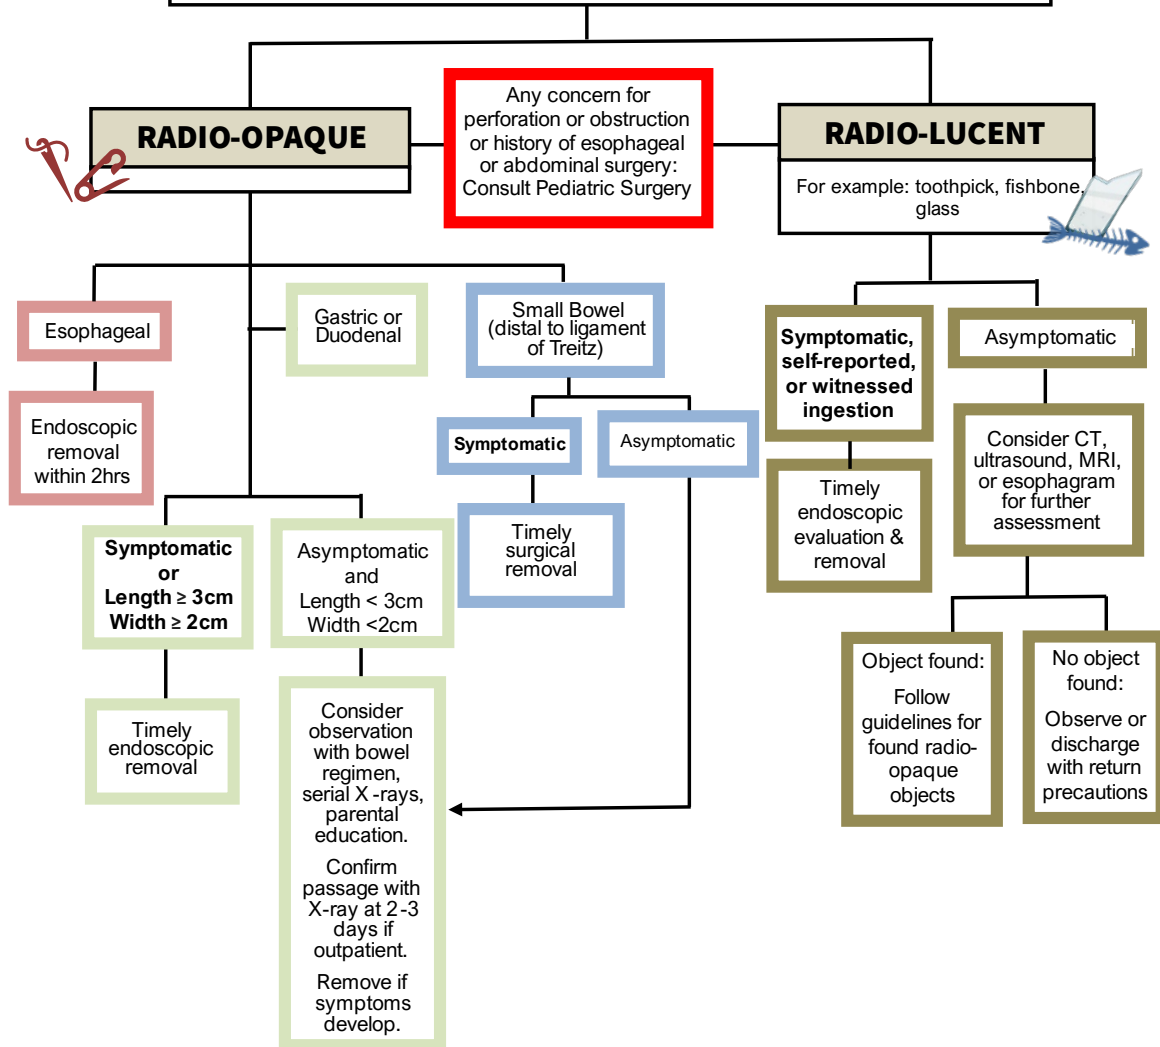 RADIO-OPAQUE
Any concern for
perforation or obstruction
or history of esophageal
or abdominal surgery:
Consult Pediatric Surgery
RADIO-LUCENT
For example: toothpick, fishbone,
glass
Esophageal
Endoscopic
removal
within 2hrs
Gastric or
Duodenal
Small Bowel
(distal to ligament
of Treitz)
Symptomatic
Asymptomatic
Timely
surgical
removal
Symptomatic
or
Length ≥ 3cm
Width ≥ 2cm
Timely
endoscopic
removal
Asymptomatic
and
Length < 3cm
Width <2cm
Consider
observation
with bowel
regimen,
serial X-rays,
parental
education.
Confirm
passage with
X-ray at 2-3
days if
outpatient.
Remove if
symptoms
develop.
Symptomatic,
self-reported,
or witnessed
ingestion
Timely
endoscopic
evaluation &
removal
Asymptomatic
Consider CT,
ultrasound, MRI,
or esophagram
for further
assessment
Object found:
Follow
guidelines for
found radio-
opaque
objects
No object
found:
Observe or
discharge
with return
precautions